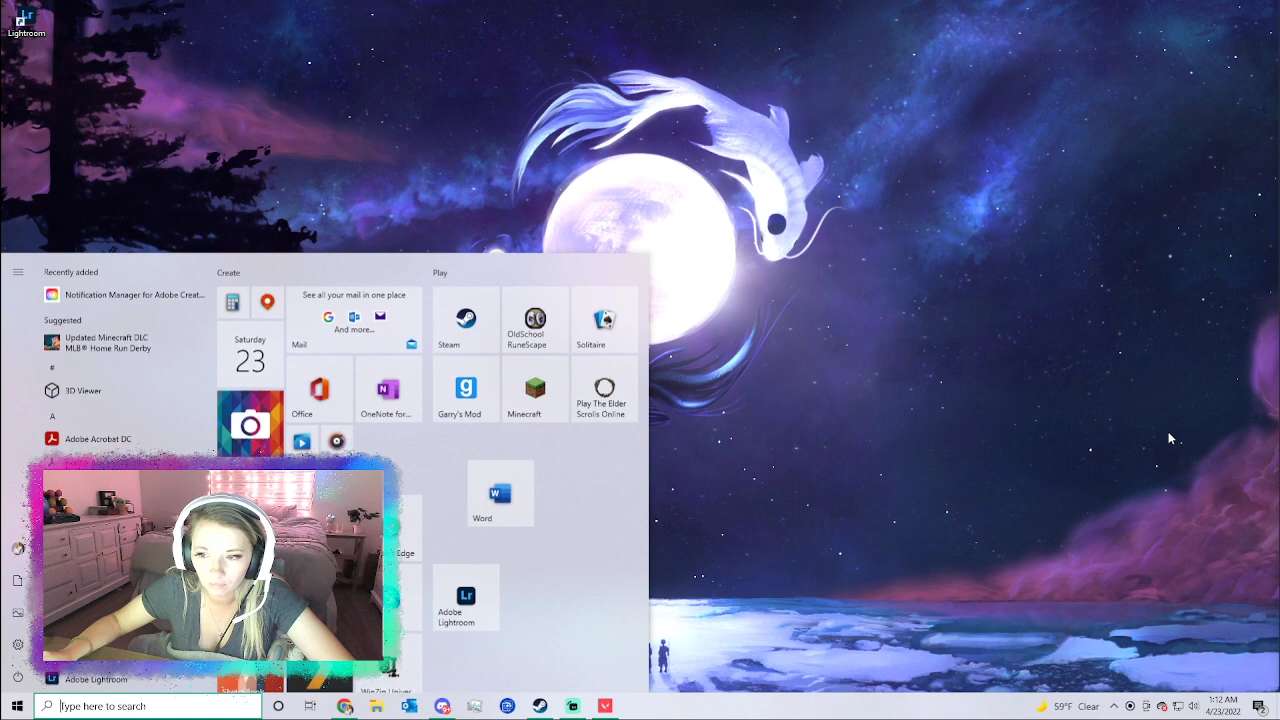 Lightroom
Recently added
Notification Manager for Adobe Creat...
Suggested
Updated Minecraft DLC
MLB® Home Run Derby
#
3D Viewer
A
Adobe Acrobat DC
Adobe Lightroom
Create
See all your mail in one place
And more...
Mail
Saturday
23
Office
OneNote for...
Edge
WinZip Univer
Play
Steam
OldSchool
RuneScape
Solitaire
Garry's Mod
Minecraft
Play The Elder
Scrolls Online
Word
Lr
Adobe
Lightroom
Type here to search
59°F Clear
1:12 AM
4/23/2022